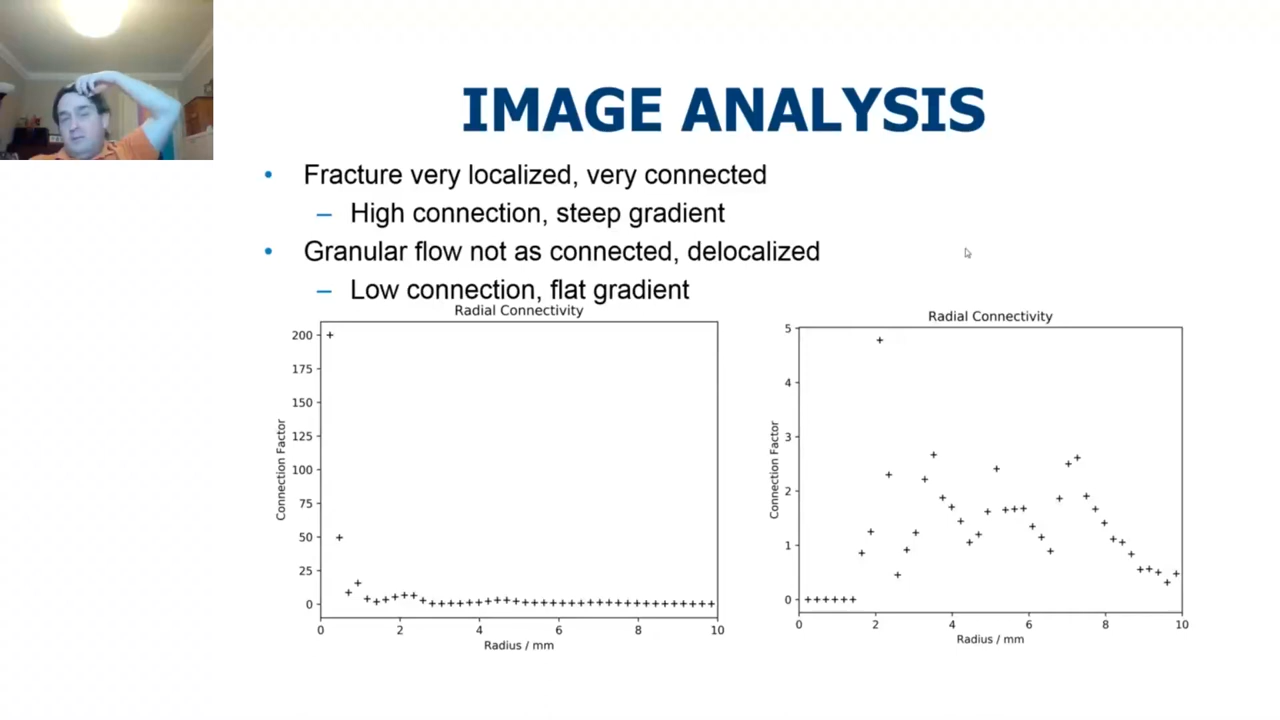 IMAGE ANALYSIS
• Fracture very localized, very connected
– High connection, steep gradient
• Granular flow not as connected, delocalized
– Low connection, flat gradient
Radial Connectivity
200
175
150
125
100
75
50
25
0
Connection Factor
0 2 4 6 8 10
Radius / mm
Radial Connectivity
5
4
3
2
1
0
Connection Factor
0 2 4 6 8 10
Radius / mm